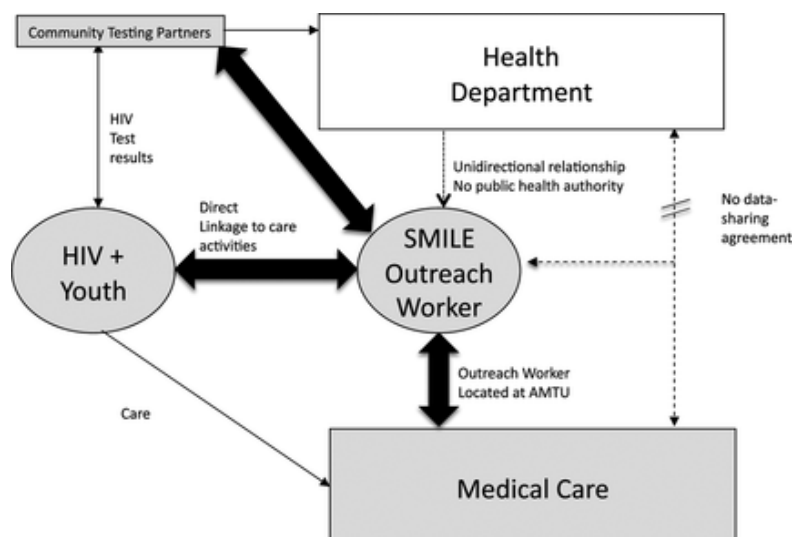 Community Testing Partners
Health
Department
HIV
Test
results
Unidirectional relationship
No public health authority
No data-
sharing
agreement
Direct
Linkage to care
activities
HIV +
Youth
SMILE
Outreach
Worker
Outreach Worker
Located at AMTU
Care
Medical Care